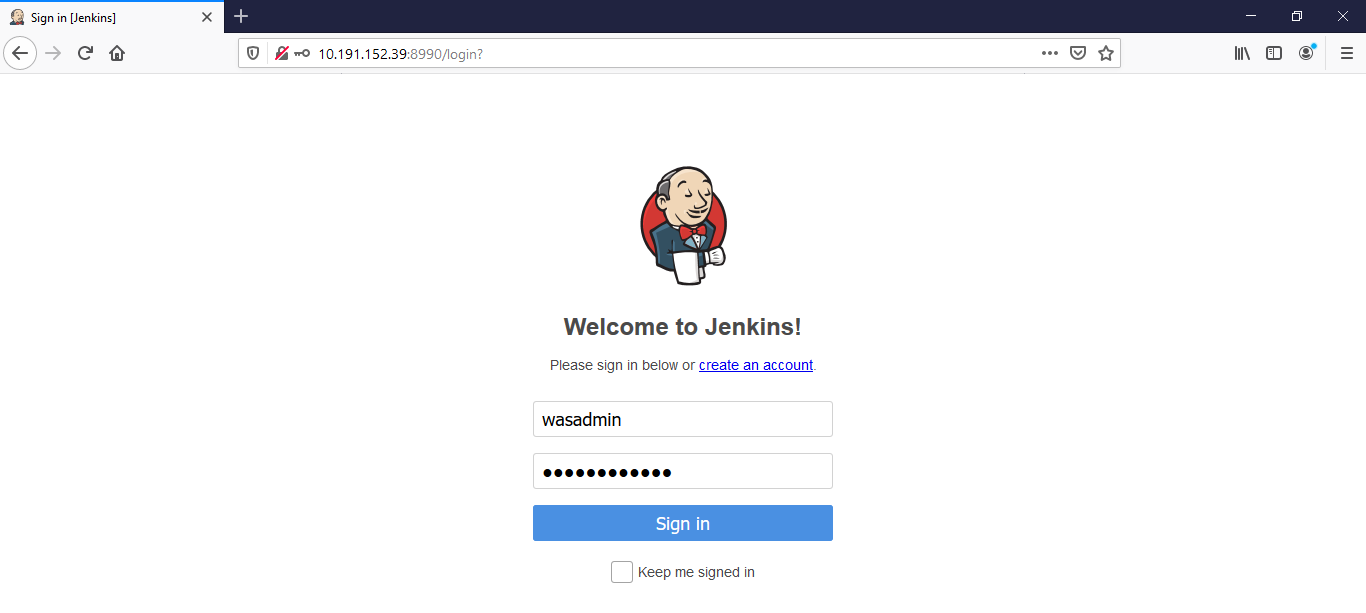 Sign in [Jenkins]
10.191.152.39:8990/login?
Welcome to Jenkins!
Please sign in below or create an account.
wasadmin
••••••••••••
Sign in
Keep me signed in